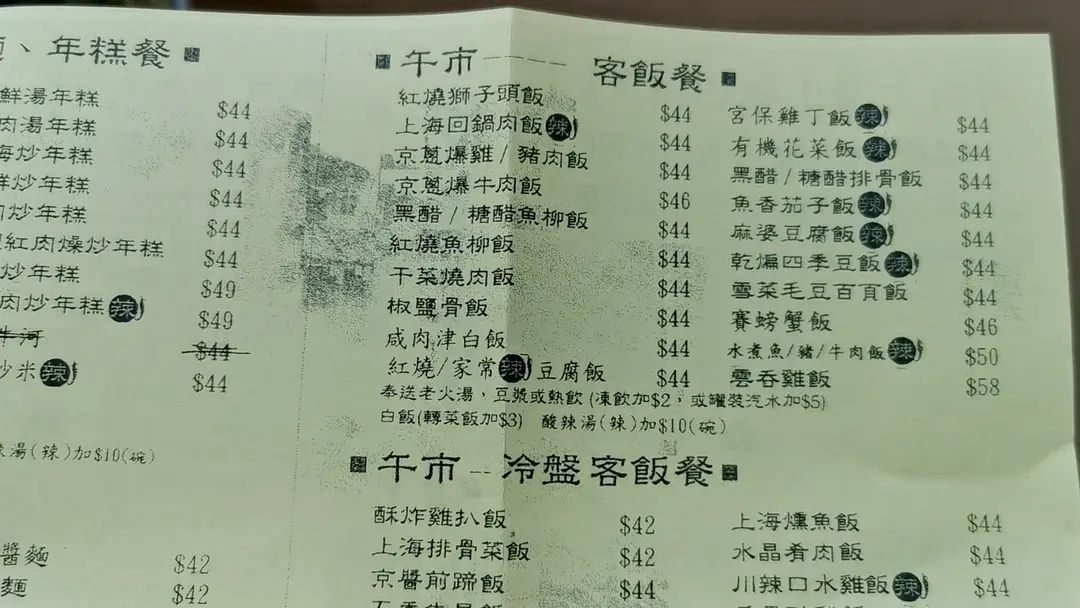 、年糕餐
鮮湯年糕 $44
肉湯年糕 $44
海炒年糕 $44
鮮炒年糕 $44
炒年糕 $44
紅肉燥炒年糕 $44
炒年糕 $49
肉炒年糕(辣) $49
牛河 $44
炒米(辣) $44
辣湯(辣)加$10(碗)
醬麵 $42
麵 $42
午市----客飯餐
紅燒獅子頭飯 $44
上海回鍋肉飯(辣) $44
京蔥爆雞/豬肉飯 $44
京蔥爆牛肉飯 $46
黑醋/糖醋魚柳飯 $44
紅燒魚柳飯 $44
干菜燒肉飯 $44
椒鹽骨飯 $44
咸肉津白飯 $44
紅燒/家常(辣)豆腐飯 $44
宮保雞丁飯(辣) $44
有機花菜飯(辣) $44
黑醋/糖醋排骨飯 $44
魚香茄子飯(辣) $44
麻婆豆腐飯(辣) $44
乾煸四季豆飯(辣) $44
雪菜毛豆百頁飯 $44
賽螃蟹飯 $46
水煮魚/豬/牛肉飯(辣) $50
雲吞雞飯 $58
奉送老火湯，豆漿或熱飲(凍飲加$2，或罐裝汽水加$5)
白飯(轉菜飯加$3) 酸辣湯(辣)加$10(碗)
午市--冷盤客飯餐
酥炸雞扒飯 $42
上海排骨菜飯 $42
京醬前蹄飯 $44
上海燻魚飯 $44
水晶肴肉飯 $44
川辣口水雞飯(辣) $44